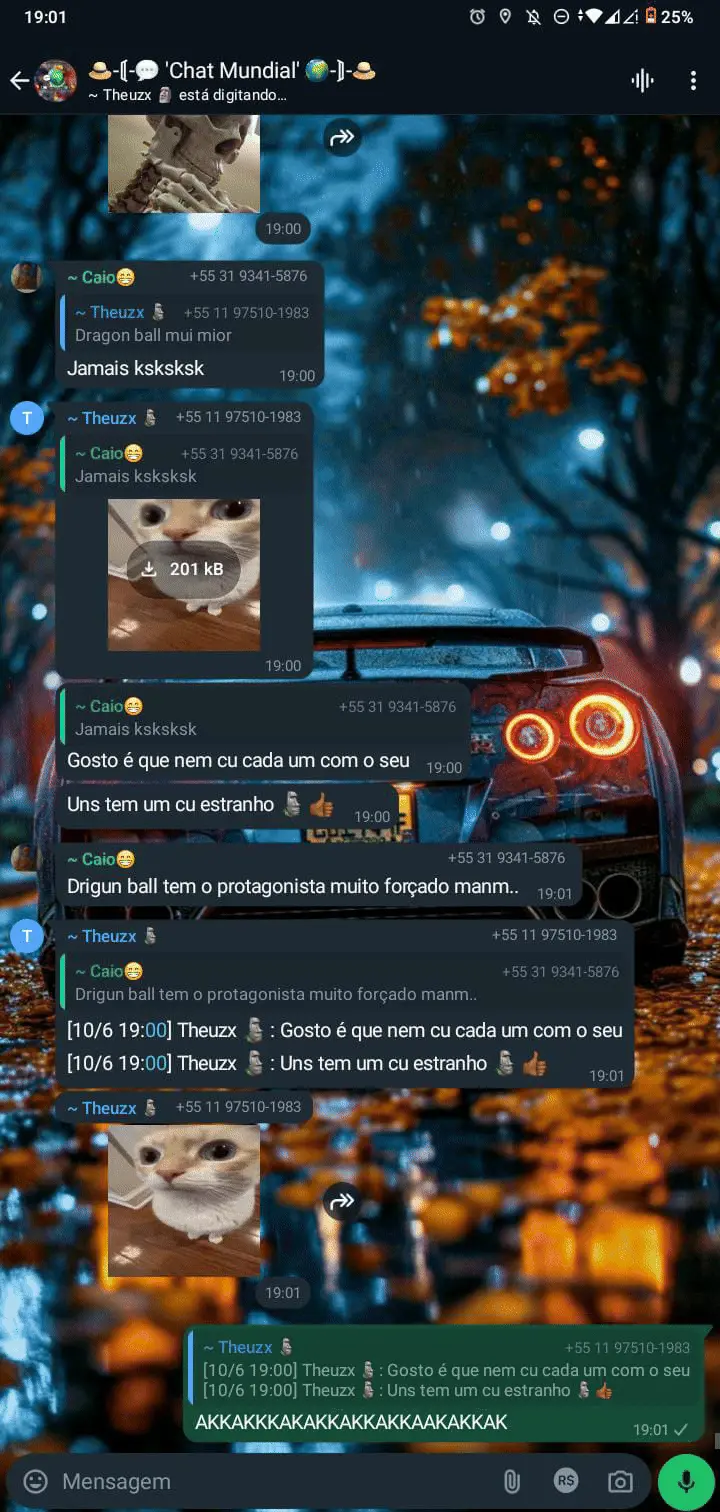 19:01
25%
👒-⟦-💬 'Chat Mundial' 🌍-⟧-👒
~ Theuzx 🗿 está digitando...
19:00
~ Caio😁 +55 31 9341-5876
~ Theuzx 🗿 +55 11 97510-1983
Dragon ball mui mior
Jamais ksksksk
19:00
T
~ Theuzx 🗿 +55 11 97510-1983
~ Caio😁 +55 31 9341-5876
Jamais ksksksk
201 kB
19:00
~ Caio😁 +55 31 9341-5876
Jamais ksksksk
Gosto é que nem cu cada um com o seu
19:00
Uns tem um cu estranho 🗿👍🏾
19:00
~ Caio😁 +55 31 9341-5876
Drigun ball tem o protagonista muito forçado manm..
19:01
T
~ Theuzx 🗿 +55 11 97510-1983
~ Caio😁 +55 31 9341-5876
Drigun ball tem o protagonista muito forçado manm..
[10/6 19:00] Theuzx 🗿 : Gosto é que nem cu cada um com o seu
[10/6 19:00] Theuzx 🗿 : Uns tem um cu estranho 🗿👍🏾
19:01
~ Theuzx 🗿 +55 11 97510-1983
19:01
~ Theuzx 🗿 +55 11 97510-1983
[10/6 19:00] Theuzx 🗿 : Gosto é que nem cu cada um com o seu
[10/6 19:00] Theuzx 🗿 : Uns tem um cu estranho 🗿👍🏾
AKKAKKKAKAKKAKKAKKAAKAKKAK
19:01
Mensagem
R$